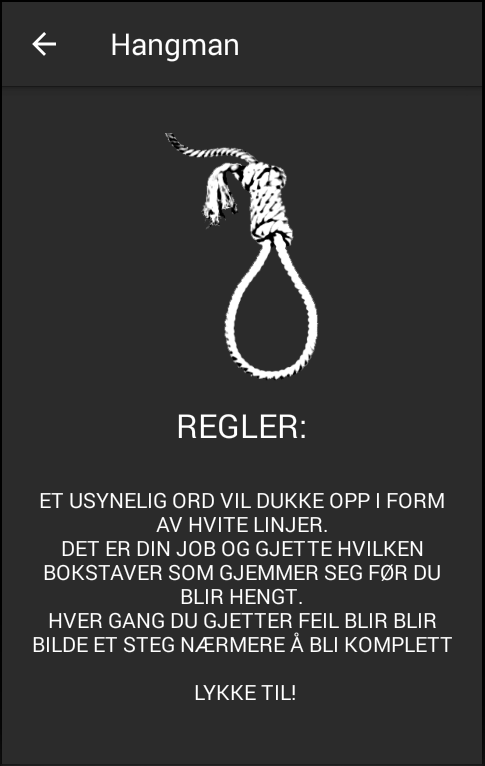 Hangman
REGLER:
ET USYNELIG ORD VIL DUKKE OPP I FORM
AV HVITE LINJER.
DET ER DIN JOB OG GJETTE HVILKEN
BOKSTAVER SOM GJEMMER SEG FØR DU
BLIR HENGT.
HVER GANG DU GJETTER FEIL BLIR BLIR
BILDE ET STEG NÆRMERE Å BLI KOMPLETT
LYKKE TIL!